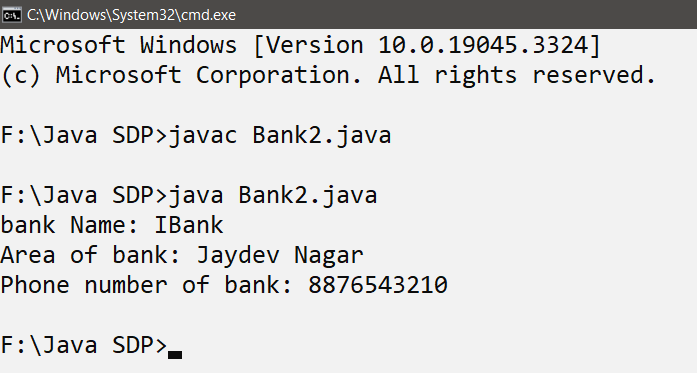 C:\Windows\System32\cmd.exe
Microsoft Windows [Version 10.0.19045.3324]
(c) Microsoft Corporation. All rights reserved.
F:\Java SDP>javac Bank2.java
F:\Java SDP>java Bank2.java
bank Name: IBank
Area of bank: Jaydev Nagar
Phone number of bank: 8876543210
F:\Java SDP>